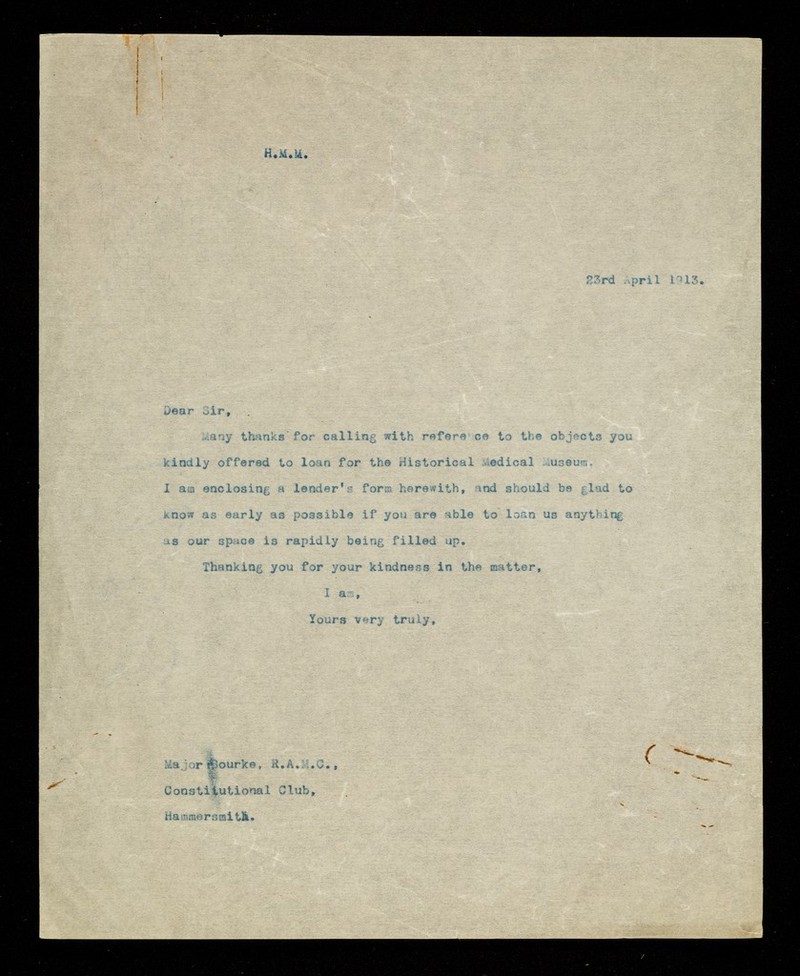 H.M.M.
23rd April 1913.
Dear Sir,
Many thanks for calling with reference to the objects you
kindly offered to loan for the Historical Medical Museum.
I am enclosing a lender's form herewith, and should be glad to
know as early as possible if you are able to loan us anything
as our space is rapidly being filled up.
Thanking you for your kindness in the matter,
I am,
Yours very truly,
Major Bourke, R.A.M.C.,
Constitutional Club,
Hammersmith.